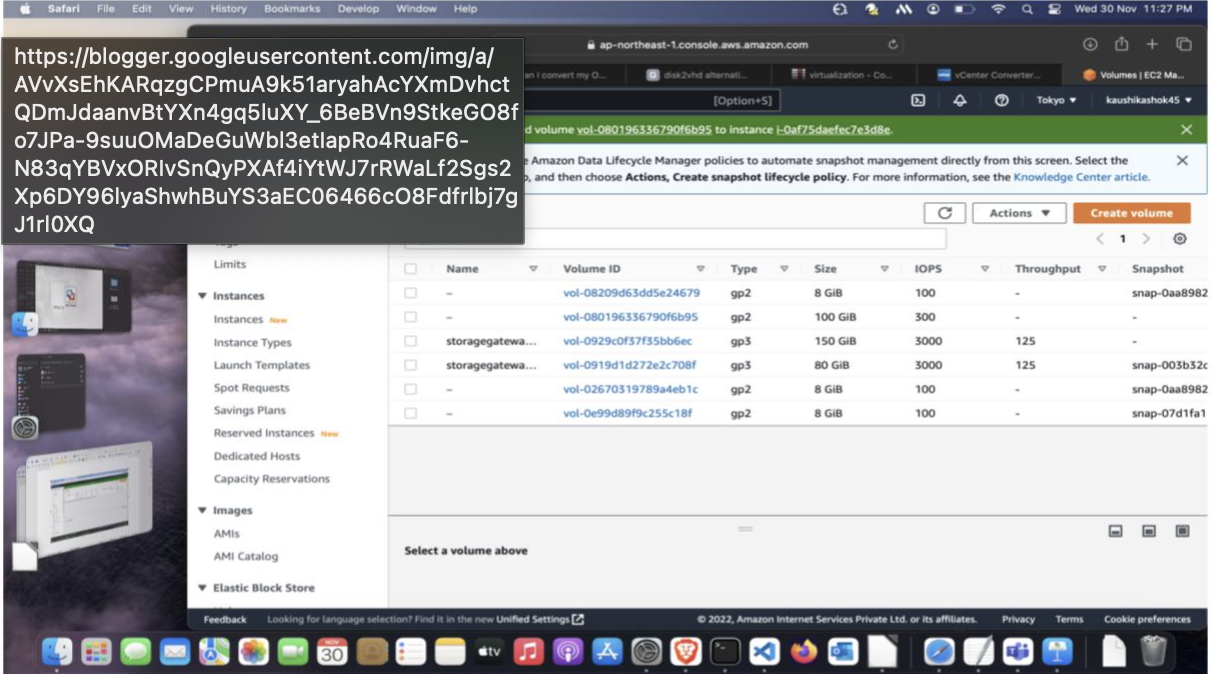 Safari File Edit View History Bookmarks Develop Window Help Wed 30 Nov 11:27 PM
https://blogger.googleusercontent.com/img/a/
AVvXsEhKARqzgCPmuA9k51aryahAcYXmDvhct
QDmJdaanvBtYXn4gq5luXY_6BeBVn9StkeGO8f
o7JPa-9suuOMaDeGuWbl3etlapRo4RuaF6-
N83qYBVxORlvSnQyPXAf4iYtWJ7rRWaLf2Sgs2
Xp6DY96lyaShwhBuYS3aEC06466cO8Fdfrlbj7g
J1rl0XQ
ap-northeast-1.console.aws.amazon.com
an I convert my O... disk2vhd alternati... virtualization - Co... vCenter Converter... Volumes | EC2 Ma...
[Option+S] Tokyo ▼ kaushikashok45 ▼
d volume vol-080196336790f6b95 to instance i-0af75daefec7e3d8e.
e Amazon Data Lifecycle Manager policies to automate snapshot management directly from this screen. Select the
, and then choose Actions, Create snapshot lifecycle policy. For more information, see the Knowledge Center article.
Actions ▼ Create volume
1
Limits
Name Volume ID Type Size IOPS Throughput Snapshot
– vol-08209d63dd5e24679 gp2 8 GiB 100 - snap-0aa8982
– vol-080196336790f6b95 gp2 100 GiB 300 - -
storagegatewa... vol-0929c0f37f35bb6ec gp3 150 GiB 3000 125 -
storagegatewa... vol-0919d1d272e2c708f gp3 80 GiB 3000 125 snap-003b32c
– vol-02670319789a4eb1c gp2 8 GiB 100 - snap-0aa8982
– vol-0e99d89f9c255c18f gp2 8 GiB 100 - snap-07d1fa1
▼ Instances
Instances New
Instance Types
Launch Templates
Spot Requests
Savings Plans
Reserved Instances New
Dedicated Hosts
Capacity Reservations
▼ Images
AMIs
AMI Catalog
▼ Elastic Block Store
Select a volume above
Feedback Looking for language selection? Find it in the new Unified Settings © 2022, Amazon Internet Services Private Ltd. or its affiliates. Privacy Terms Cookie preferences
NOV
30
tv